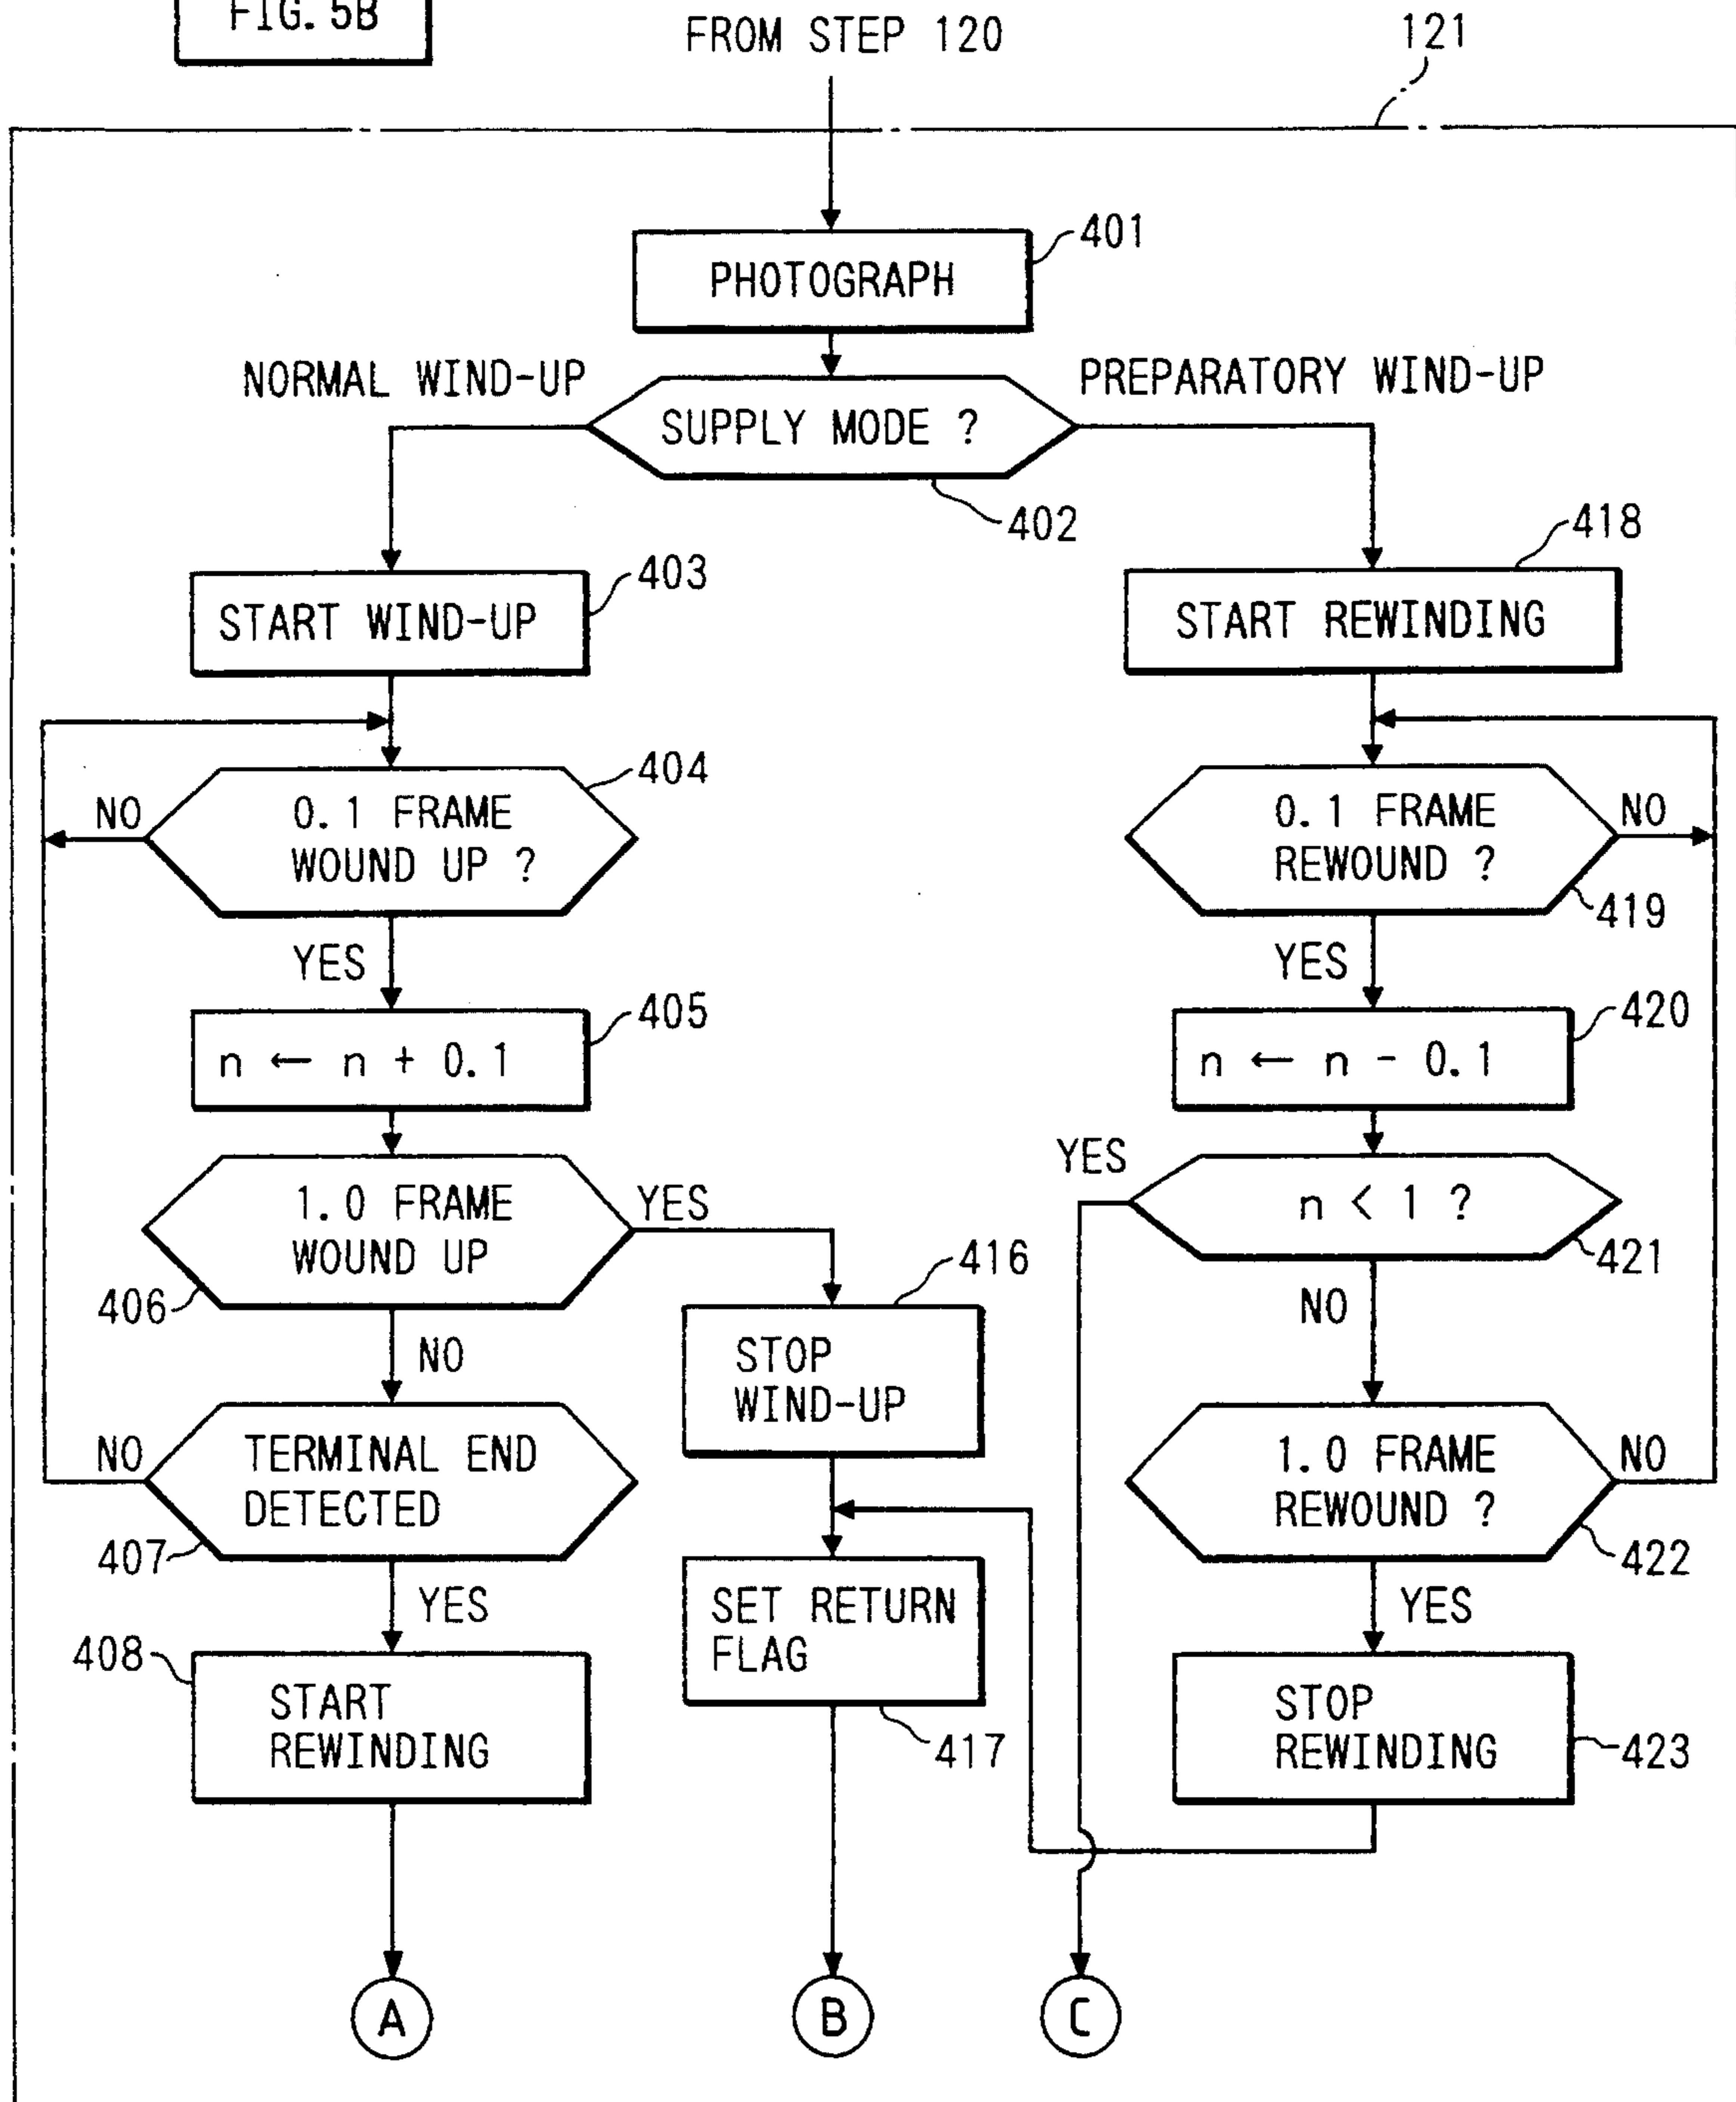 FIG. 5B
FROM STEP 120
121
401
PHOTOGRAPH
NORMAL WIND-UP
PREPARATORY WIND-UP
SUPPLY MODE ?
402
403
START WIND-UP
418
START REWINDING
404
NO
0.1 FRAME
WOUND UP ?
0.1 FRAME
REWOUND ?
NO
419
YES
YES
405
n ← n + 0.1
420
n ← n - 0.1
1.0 FRAME
WOUND UP
YES
406
NO
YES
n < 1 ?
421
NO
416
STOP
WIND-UP
NO
TERMINAL END
DETECTED
407
YES
1.0 FRAME
REWOUND ?
NO
422
YES
408
START
REWINDING
SET RETURN
FLAG
417
STOP
REWINDING
423
A
B
C